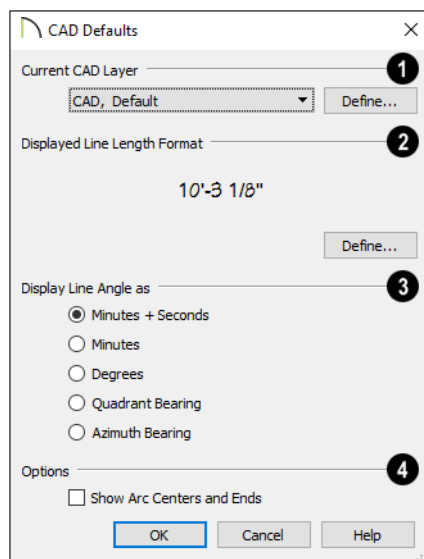 CAD Defaults
Current CAD Layer 1
CAD, Default Define...
Displayed Line Length Format 2
10'-3 1/8"
Define...
Display Line Angle as 3
Minutes + Seconds
Minutes
Degrees
Quadrant Bearing
Azimuth Bearing
Options 4
Show Arc Centers and Ends
OK Cancel Help